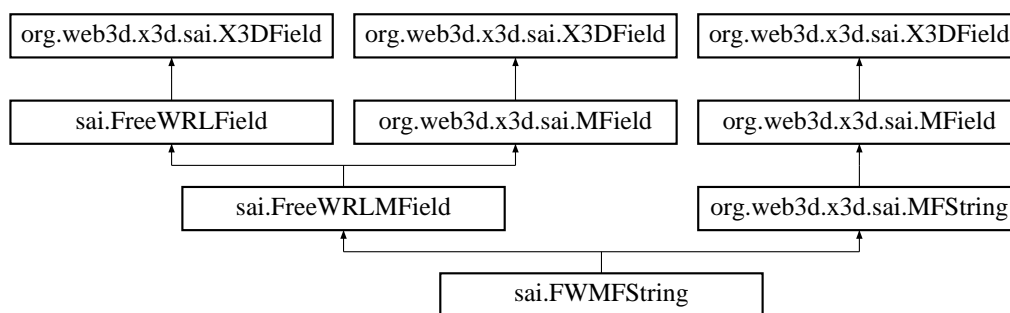 org.web3d.x3d.sai.X3DField org.web3d.x3d.sai.X3DField org.web3d.x3d.sai.X3DField
sai.FreeWRLField org.web3d.x3d.sai.MField org.web3d.x3d.sai.MField
sai.FreeWRLMField org.web3d.x3d.sai.MFString
sai.FWMFString